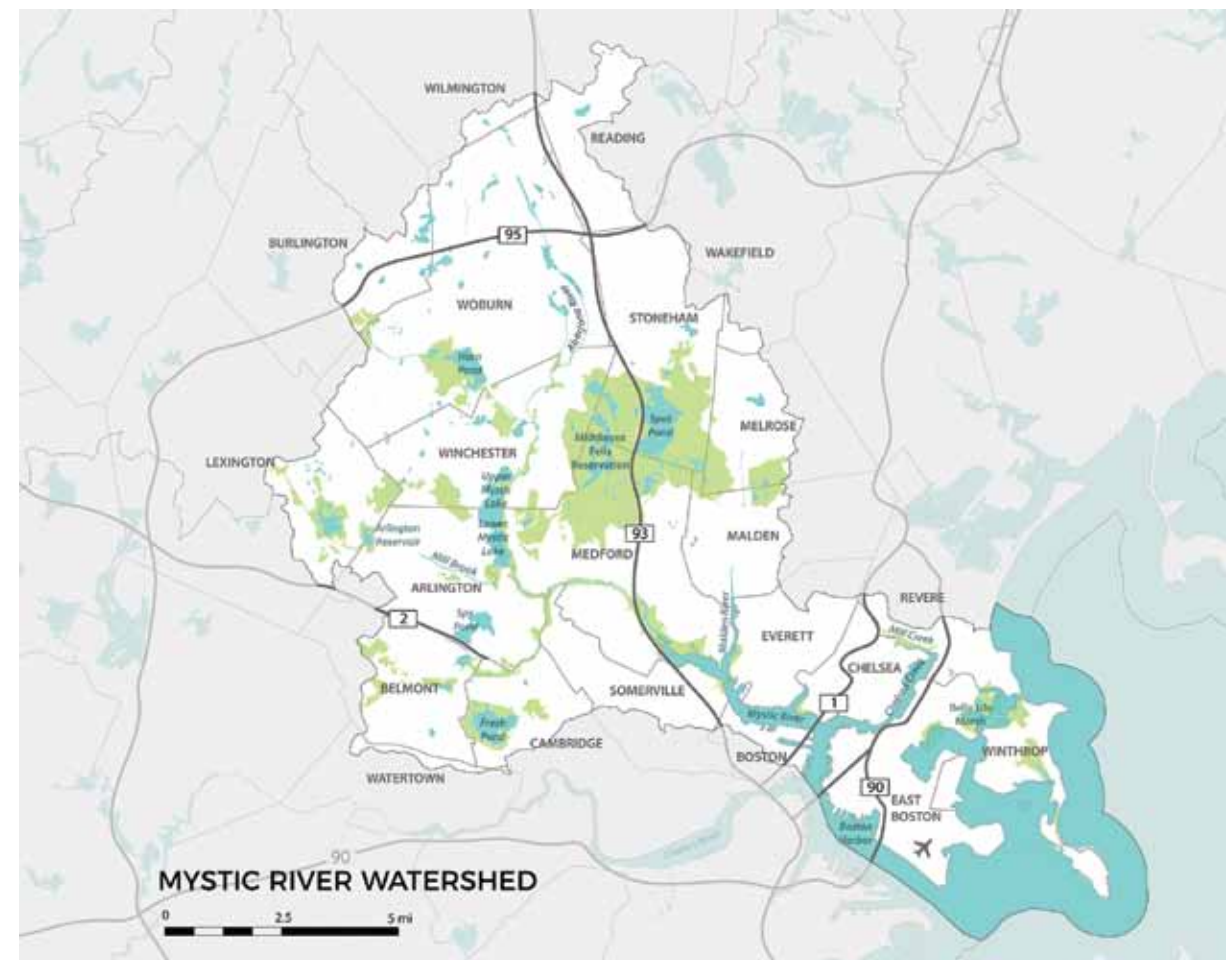 WILMINGTON
READING
95
BURLINGTON
WAKEFIELD
WOBURN
Aberjona River
STONEHAM
Horn
Pond
Spot
Pond
MELROSE
Middlesex
Fells
Reservation
WINCHESTER
LEXINGTON
Upper
Mystic
Lake
Lower
Mystic
Lake
Arlington
Reservoir
93
MALDEN
MEDFORD
Mill Brook
ARLINGTON
2
Spy
Pond
Malden River
REVERE
EVERETT
Mill Creek
CHELSEA
Chelsea Creek
BELMONT
SOMERVILLE
1
Mystic River
Belle Isle
Marsh
WINTHROP
Fresh
Pond
CAMBRIDGE
BOSTON
WATERTOWN
90
EAST
BOSTON
Boston
Harbor
90
MYSTIC RIVER WATERSHED
0 2.5 5 mi